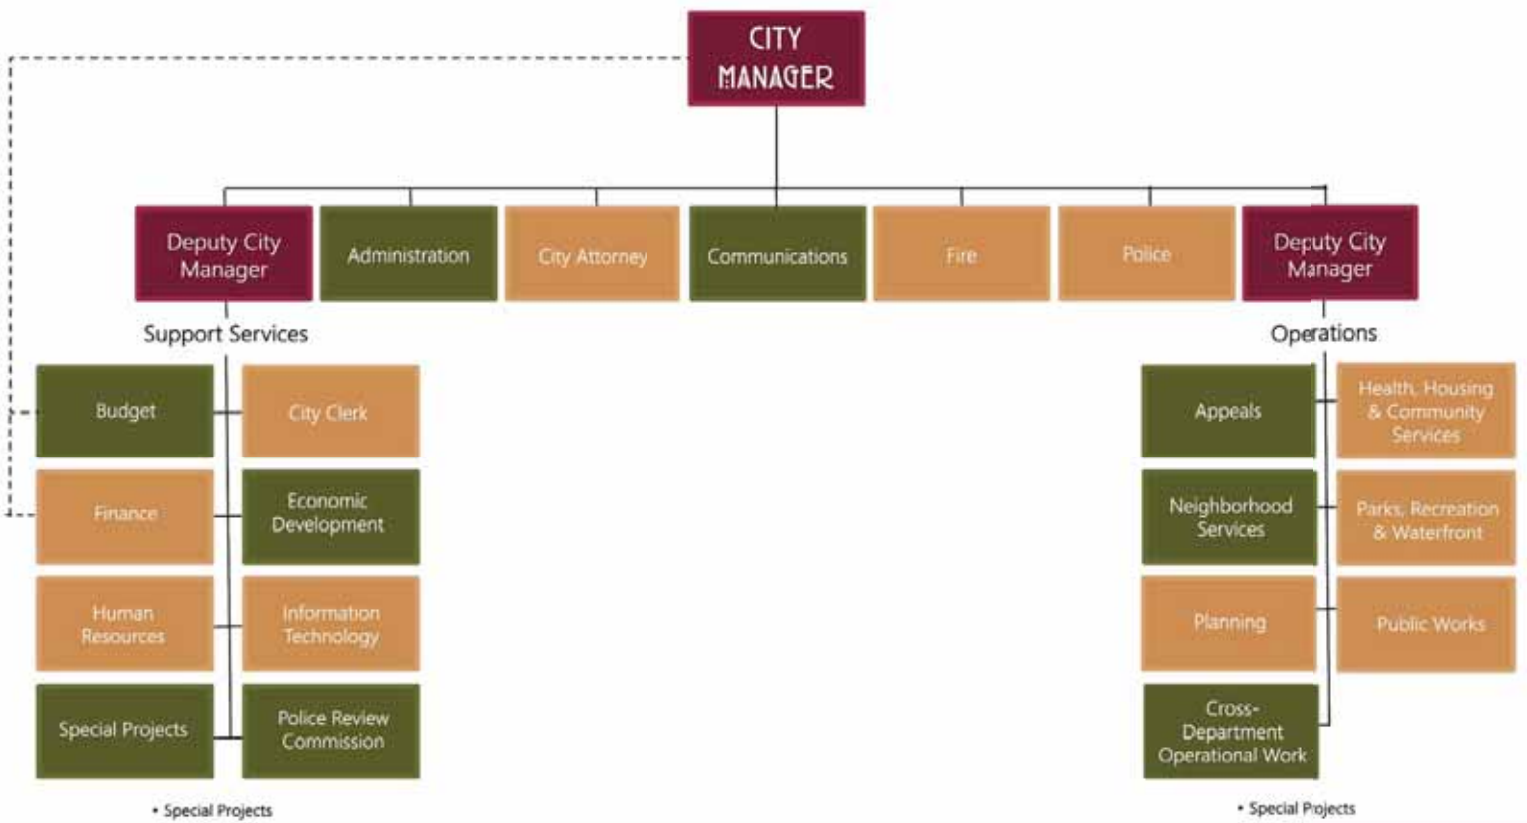 CITY
MANAGER
Deputy City
Manager
Administration
City Attorney
Communications
Fire
Police
Deputy City
Manager
Support Services
Budget
City Clerk
Finance
Economic
Development
Human
Resources
Information
Technology
Special Projects
Police Review
Commission
• Special Projects
Operations
Appeals
Health, Housing
& Community
Services
Neighborhood
Services
Parks, Recreation
& Waterfront
Planning
Public Works
Cross-
Department
Operational Work
• Special Projects